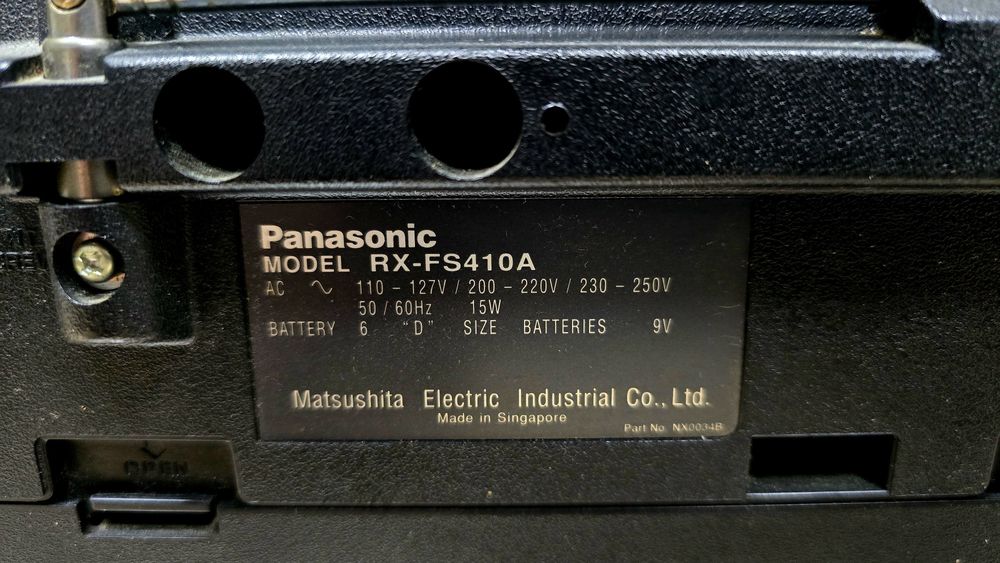 Panasonic
MODEL RX-FS410A
AC ∿ 110 - 127V / 200 - 220V / 230 - 250V
50 / 60Hz 15W
BATTERY 6 "D" SIZE BATTERIES 9V
Matsushita Electric Industrial Co., Ltd.
Made in Singapore
Part No. NX0034B
OPEN